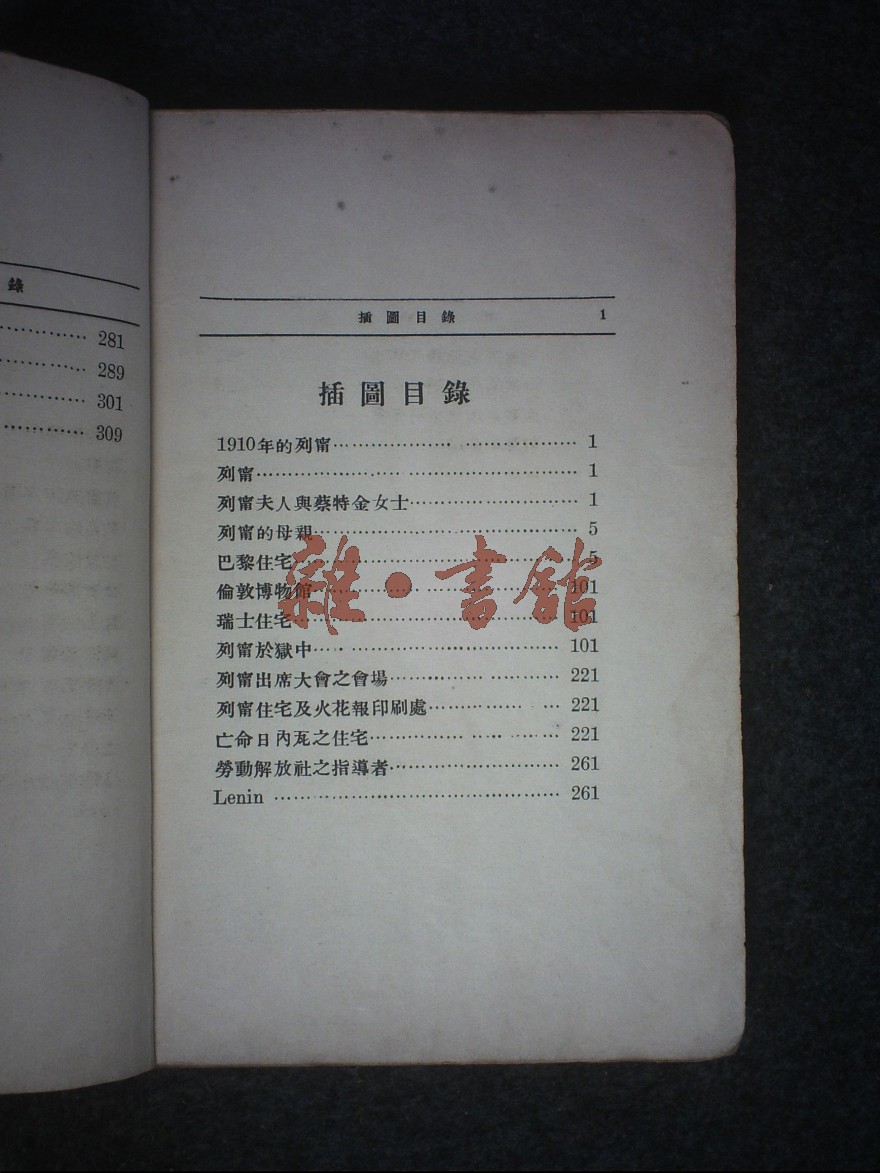 錄
281
289
301
309
插圖目錄 1
插圖目錄
1910年的列甯 1
列甯 1
列甯夫人與蔡特金女士 1
列甯的母親 5
巴黎住宅 5
倫敦博物館 101
瑞士住宅 101
列甯於獄中 101
列甯出席大會之會場 221
列甯住宅及火花報印刷處 221
亡命日內瓦之住宅 221
勞動解放社之指導者 261
Lenin 261
雜·書館